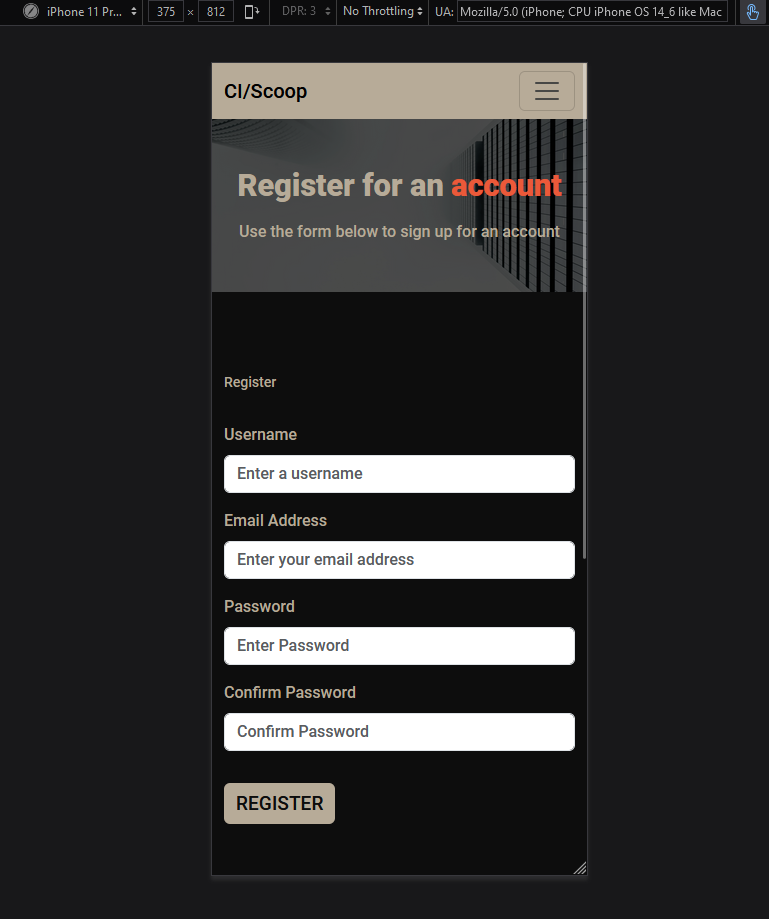 iPhone 11 Pr... 375 × 812 DPR: 3 No Throttling UA: Mozilla/5.0 (iPhone; CPU iPhone OS 14_6 like Mac
CI/Scoop
Register for an account
Use the form below to sign up for an account
Register
Username
Enter a username
Email Address
Enter your email address
Password
Enter Password
Confirm Password
Confirm Password
REGISTER